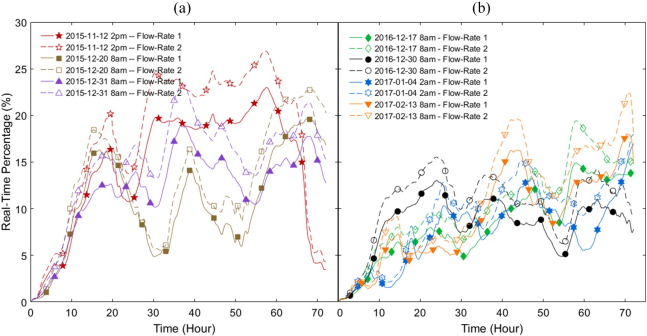 (a) (b)
2015-11-12 2pm -- Flow-Rate 1
2015-11-12 2pm -- Flow-Rate 2
2015-12-20 8am -- Flow-Rate 1
2015-12-20 8am -- Flow-Rate 2
2015-12-31 8am -- Flow-Rate 1
2015-12-31 8am -- Flow-Rate 2
2016-12-17 8am - Flow-Rate 1
2016-12-17 8am - Flow-Rate 2
2016-12-30 8am - Flow-Rate 1
2016-12-30 8am - Flow-Rate 2
2017-01-04 2am - Flow-Rate 1
2017-01-04 2am - Flow-Rate 2
2017-02-13 8am - Flow-Rate 1
2017-02-13 8am - Flow-Rate 2
Real-Time Percentage (%)
30
25
20
15
10
5
0
0 10 20 30 40 50 60 70
0 10 20 30 40 50 60 70
Time (Hour) Time (Hour)